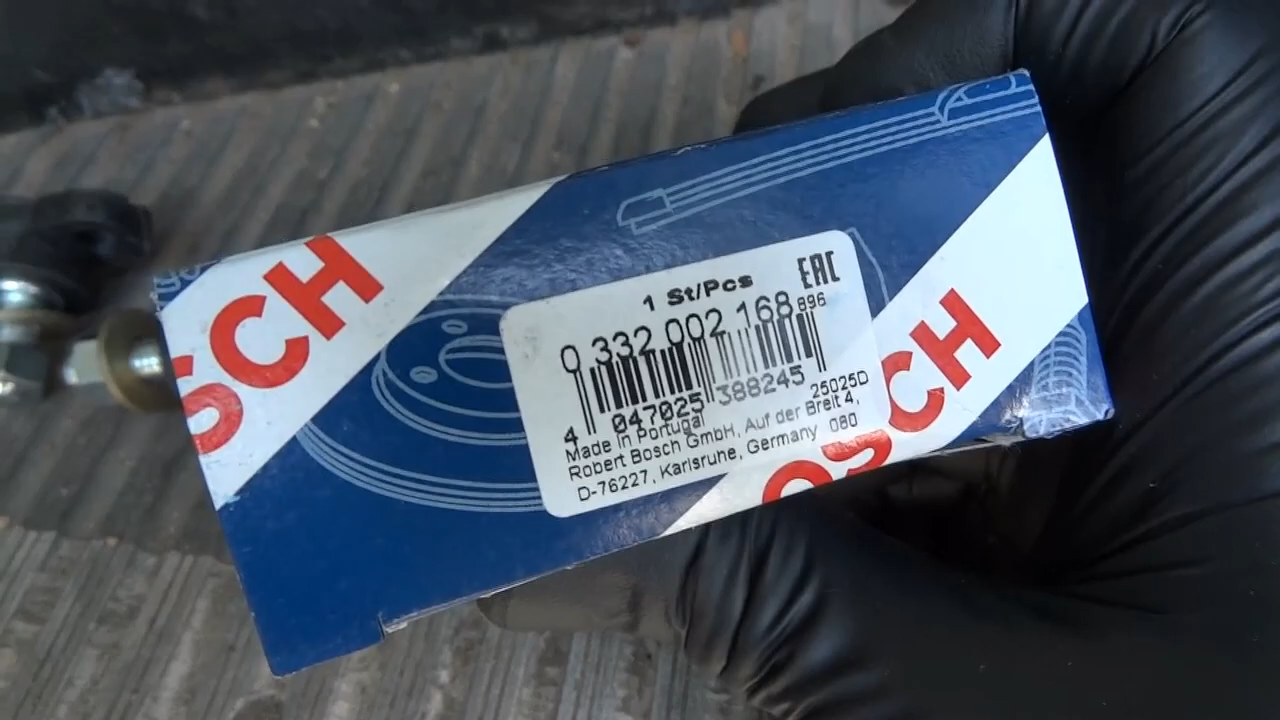 SCH
1 St/Pcs EAC
0 332 002 168 896
4 047025 388245 25025D
Made in Portugal
Robert Bosch GmbH, Auf der Breit 4,
D-76227, Karlsruhe, Germany 080
OSCH